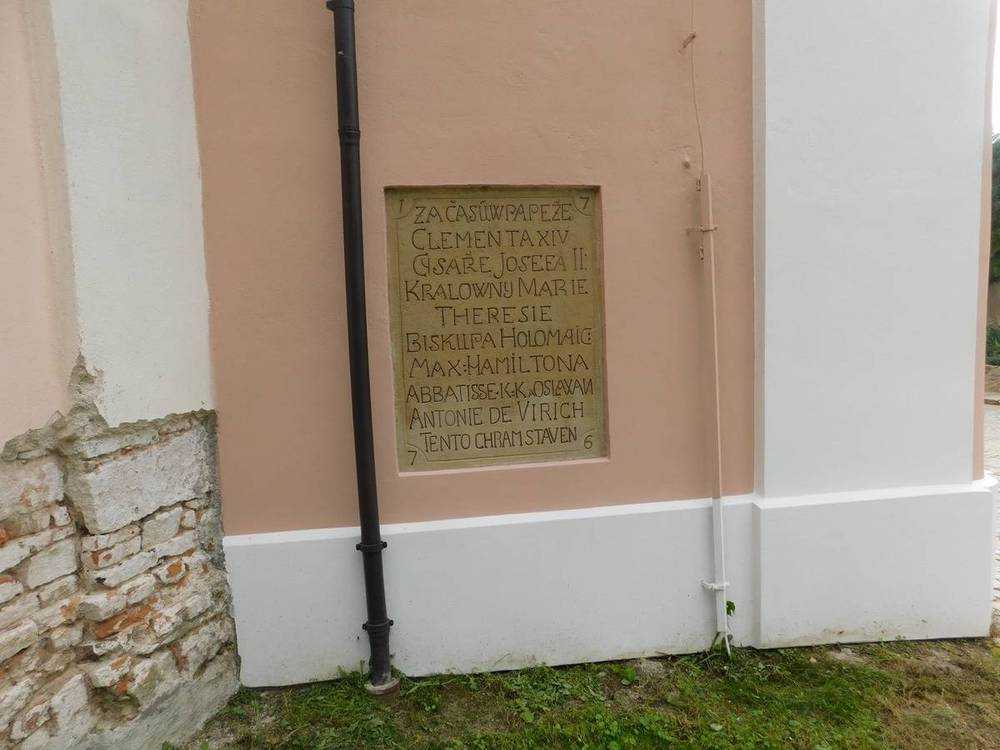 1 ZA ČASŮW PAPEŽE 7
CLEMENTA XIV
CYSAŘE JOSEFA II:
KRALOWNY MARIE
THERESIE
BISKUPA HOLOMAUC
MAX: HAMILTONA
ABBATISSE K: K: OSLAVAN
ANTONIE DE VIRICH
TENTO CHRAM STAVEN
7 6